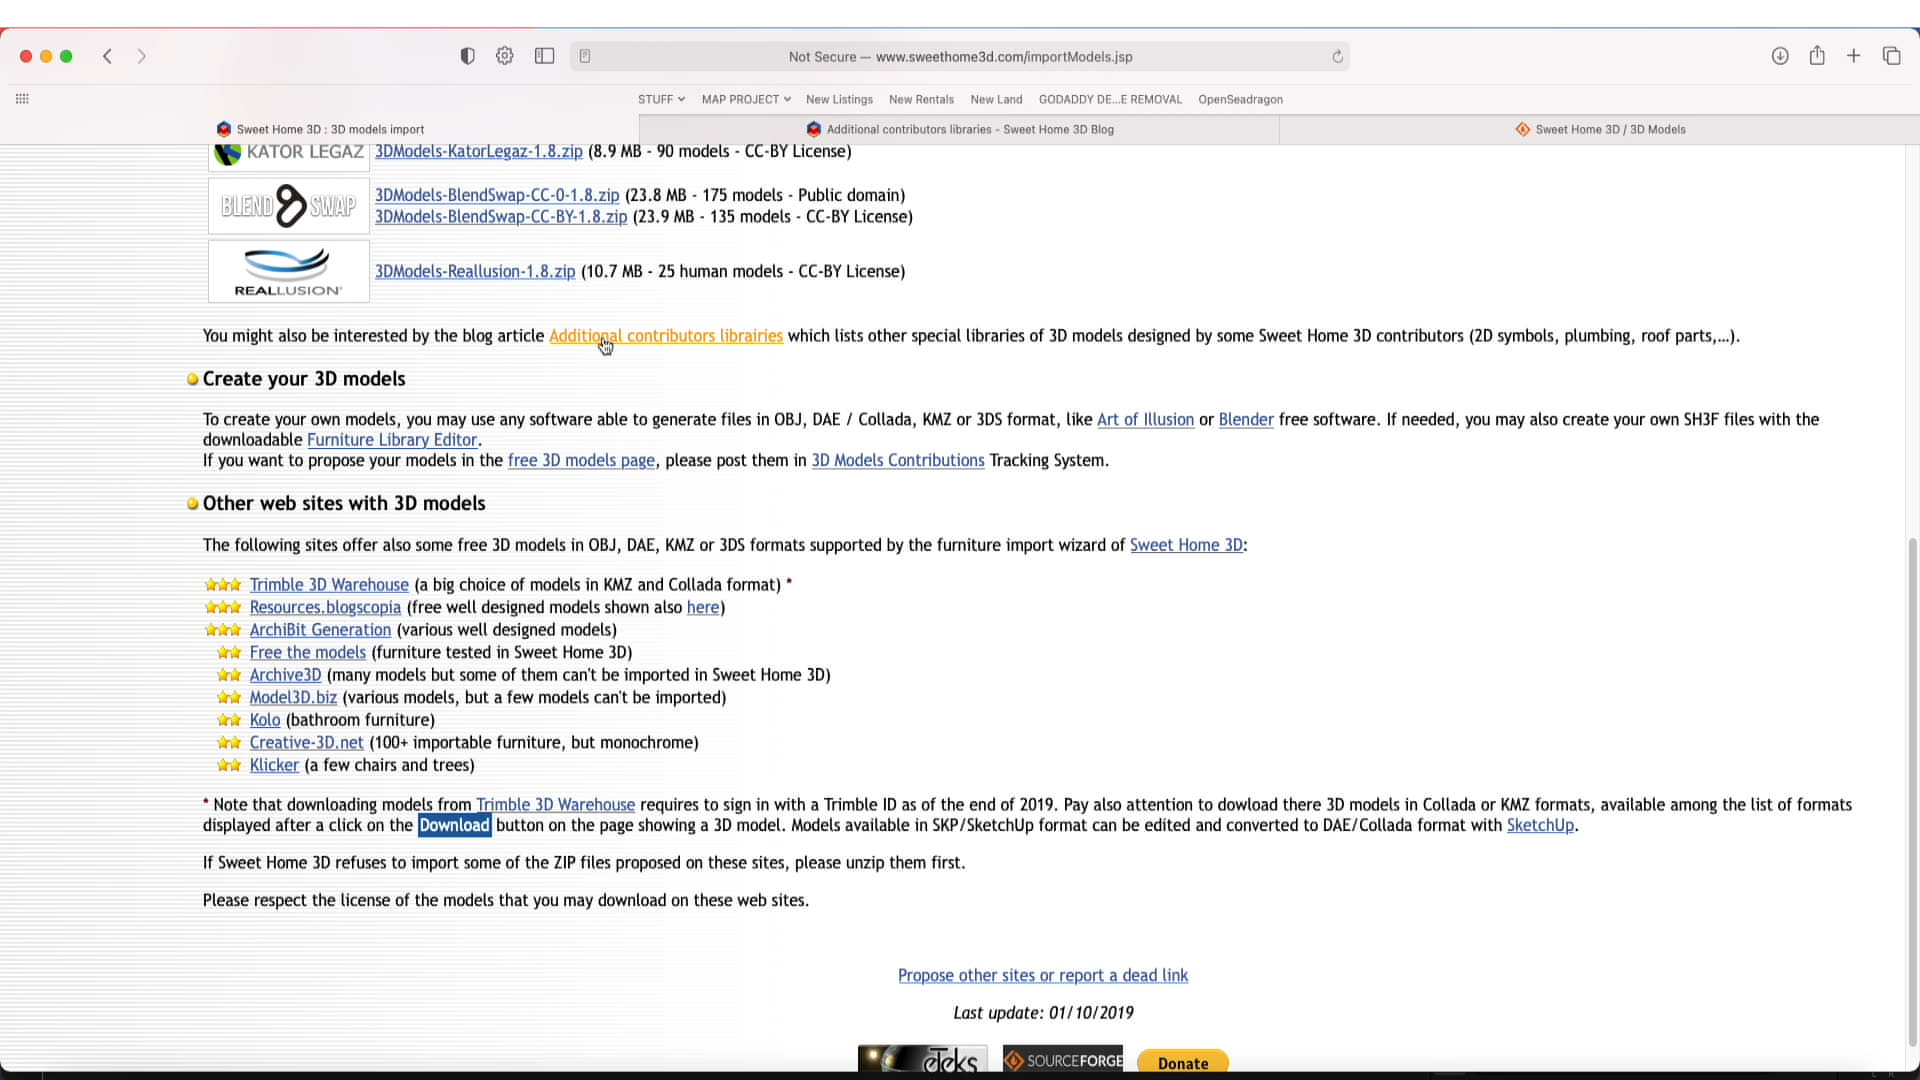 Not Secure — www.sweethome3d.com/importModels.jsp
STUFF MAP PROJECT New Listings New Rentals New Land GODADDY DE...E REMOVAL OpenSeadragon
Sweet Home 3D : 3D models import
Additional contributors libraries - Sweet Home 3D Blog
Sweet Home 3D / 3D Models
KATOR LEGAZ 3DModels-KatorLegaz-1.8.zip (8.9 MB - 90 models - CC-BY License)
BLEND SWAP
3DModels-BlendSwap-CC-0-1.8.zip (23.8 MB - 175 models - Public domain)
3DModels-BlendSwap-CC-BY-1.8.zip (23.9 MB - 135 models - CC-BY License)
REALLUSION
3DModels-Reallusion-1.8.zip (10.7 MB - 25 human models - CC-BY License)
You might also be interested by the blog article Additional contributors librairies which lists other special libraries of 3D models designed by some Sweet Home 3D contributors (2D symbols, plumbing, roof parts,...).
Create your 3D models
To create your own models, you may use any software able to generate files in OBJ, DAE / Collada, KMZ or 3DS format, like Art of Illusion or Blender free software. If needed, you may also create your own SH3F files with the
downloadable Furniture Library Editor.
If you want to propose your models in the free 3D models page, please post them in 3D Models Contributions Tracking System.
Other web sites with 3D models
The following sites offer also some free 3D models in OBJ, DAE, KMZ or 3DS formats supported by the furniture import wizard of Sweet Home 3D:
Trimble 3D Warehouse (a big choice of models in KMZ and Collada format) *
Resources.blogscopia (free well designed models shown also here)
ArchiBit Generation (various well designed models)
Free the models (furniture tested in Sweet Home 3D)
Archive3D (many models but some of them can't be imported in Sweet Home 3D)
Model3D.biz (various models, but a few models can't be imported)
Kolo (bathroom furniture)
Creative-3D.net (100+ importable furniture, but monochrome)
Klicker (a few chairs and trees)
* Note that downloading models from Trimble 3D Warehouse requires to sign in with a Trimble ID as of the end of 2019. Pay also attention to dowload there 3D models in Collada or KMZ formats, available among the list of formats
displayed after a click on the Download button on the page showing a 3D model. Models available in SKP/SketchUp format can be edited and converted to DAE/Collada format with SketchUp.
If Sweet Home 3D refuses to import some of the ZIP files proposed on these sites, please unzip them first.
Please respect the license of the models that you may download on these web sites.
Propose other sites or report a dead link
Last update: 01/10/2019
eTeks SOURCEFORGE Donate